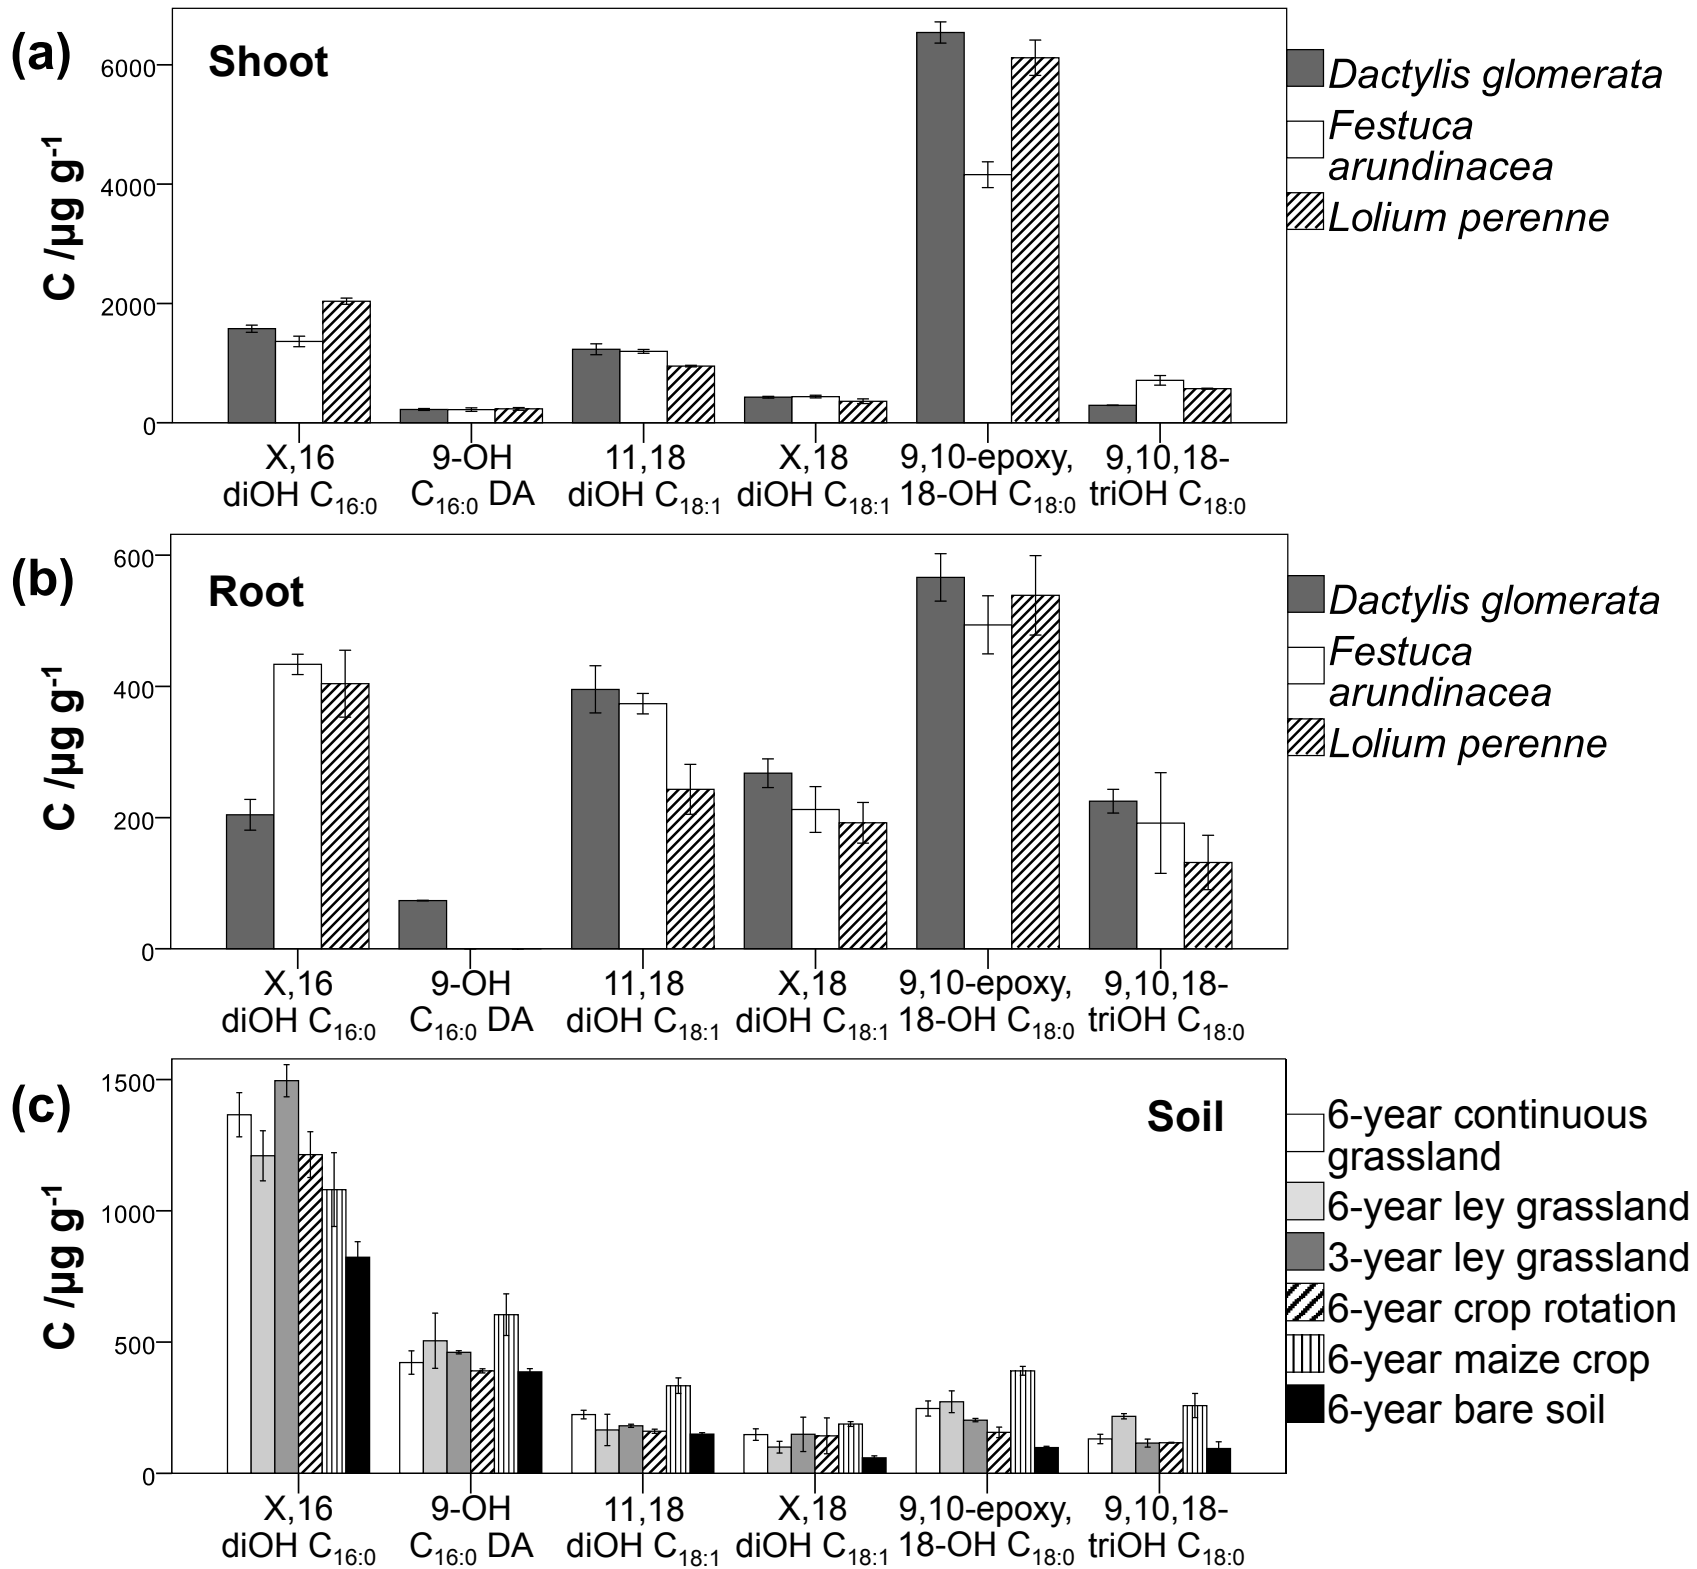 (a)
Shoot
C /µg g-1
6000
4000
2000
0
X,16
diOH C16:0
9-OH
C16:0 DA
11,18
diOH C18:1
X,18
diOH C18:1
9,10-epoxy,
18-OH C18:0
9,10,18-
triOH C18:0
Dactylis glomerata
Festuca
arundinacea
Lolium perenne
(b)
Root
C /µg g-1
600
400
200
0
X,16
diOH C16:0
9-OH
C16:0 DA
11,18
diOH C18:1
X,18
diOH C18:1
9,10-epoxy,
18-OH C18:0
9,10,18-
triOH C18:0
Dactylis glomerata
Festuca
arundinacea
Lolium perenne
(c)
Soil
C /µg g-1
1500
1000
500
0
X,16
diOH C16:0
9-OH
C16:0 DA
11,18
diOH C18:1
X,18
diOH C18:1
9,10-epoxy,
18-OH C18:0
9,10,18-
triOH C18:0
6-year continuous
grassland
6-year ley grassland
3-year ley grassland
6-year crop rotation
6-year maize crop
6-year bare soil